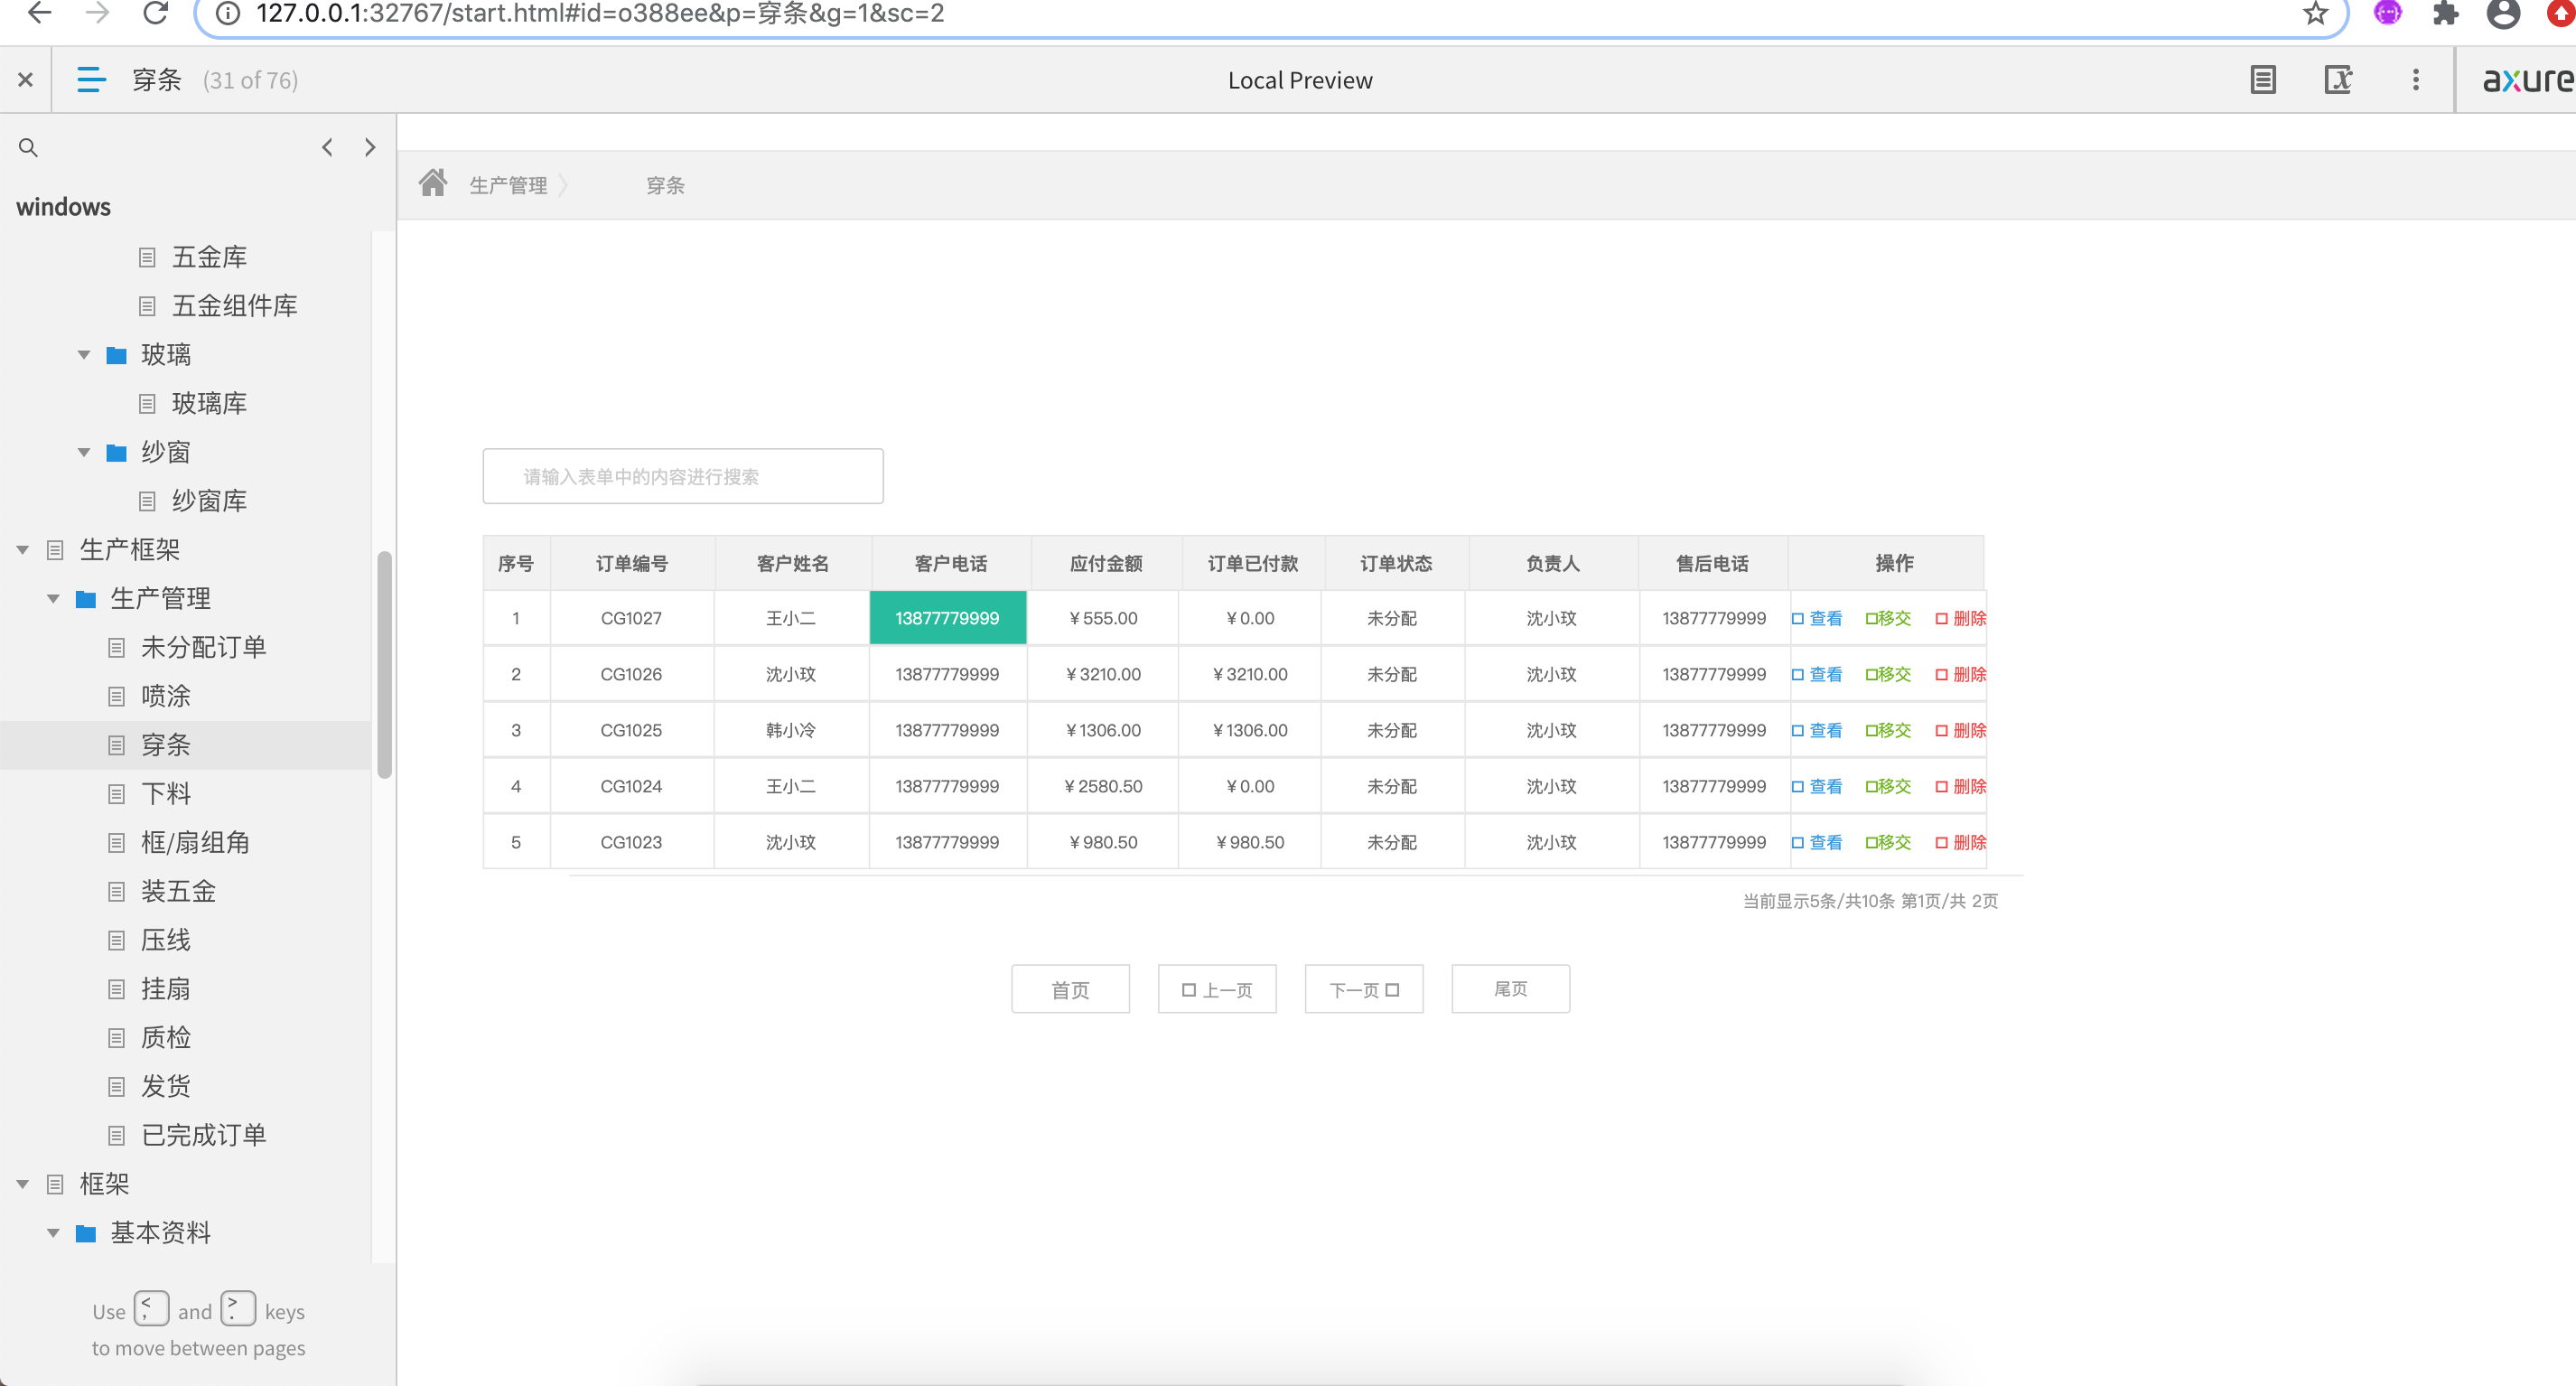 127.0.0.1:32767/start.html#id=o388ee&p=穿条&g=1&sc=2
穿条 (31 of 76)
Local Preview
axure
windows
五金库
五金组件库
玻璃
玻璃库
纱窗
纱窗库
生产框架
生产管理
未分配订单
喷涂
穿条
下料
框/扇组角
装五金
压线
挂扇
质检
发货
已完成订单
框架
基本资料
Use < , and > . keys
to move between pages
生产管理 穿条
请输入表单中的内容进行搜索
序号 订单编号 客户姓名 客户电话 应付金额 订单已付款 订单状态 负责人 售后电话 操作
1 CG1027 王小二 13877779999 ¥555.00 ¥0.00 未分配 沈小玟 13877779999 查看 移交 删除
2 CG1026 沈小玟 13877779999 ¥3210.00 ¥3210.00 未分配 沈小玟 13877779999 查看 移交 删除
3 CG1025 韩小冷 13877779999 ¥1306.00 ¥1306.00 未分配 沈小玟 13877779999 查看 移交 删除
4 CG1024 王小二 13877779999 ¥2580.50 ¥0.00 未分配 沈小玟 13877779999 查看 移交 删除
5 CG1023 沈小玟 13877779999 ¥980.50 ¥980.50 未分配 沈小玟 13877779999 查看 移交 删除
当前显示5条/共10条 第1页/共 2页
首页 上一页 下一页 尾页